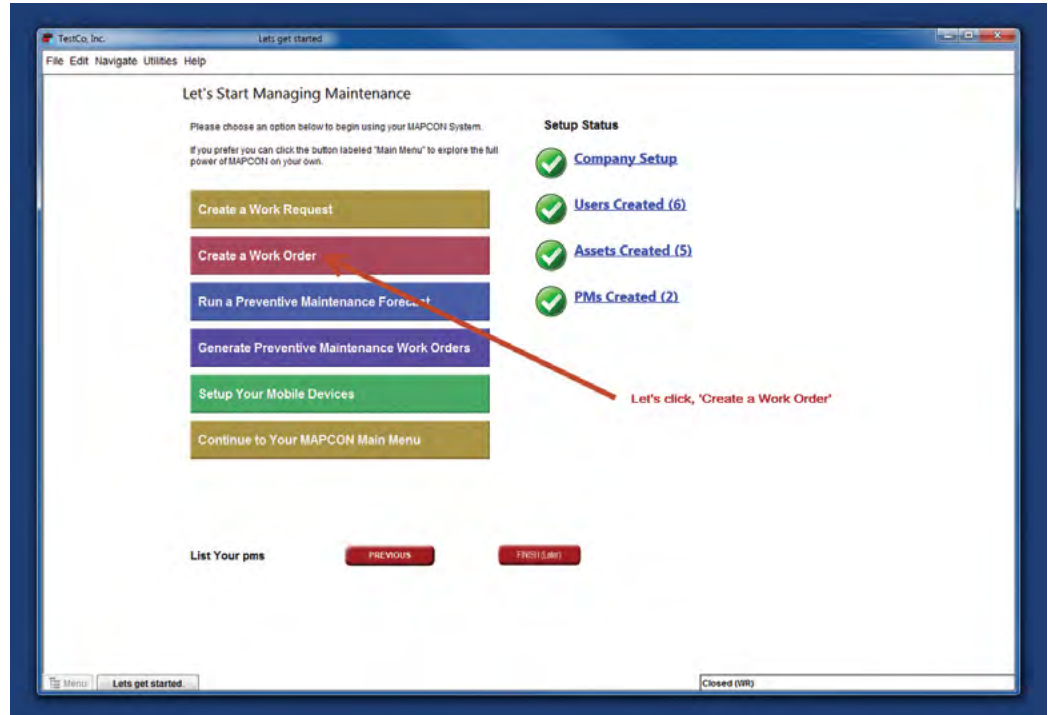 TestCo, Inc.
Lets get started
File Edit Navigate Utilities Help
Let's Start Managing Maintenance
Please choose an option below to begin using your MAPCON System.
If you prefer you can click the button labeled "Main Menu" to explore the full
power of MAPCON on your own.
Create a Work Request
Create a Work Order
Run a Preventive Maintenance Forecast
Generate Preventive Maintenance Work Orders
Setup Your Mobile Devices
Continue to Your MAPCON Main Menu
Setup Status
Company Setup
Users Created (6)
Assets Created (5)
PMs Created (2)
Let's click, 'Create a Work Order'
List Your pms
PREVIOUS
FINISH (Later)
Menu
Lets get started
Closed (WR)